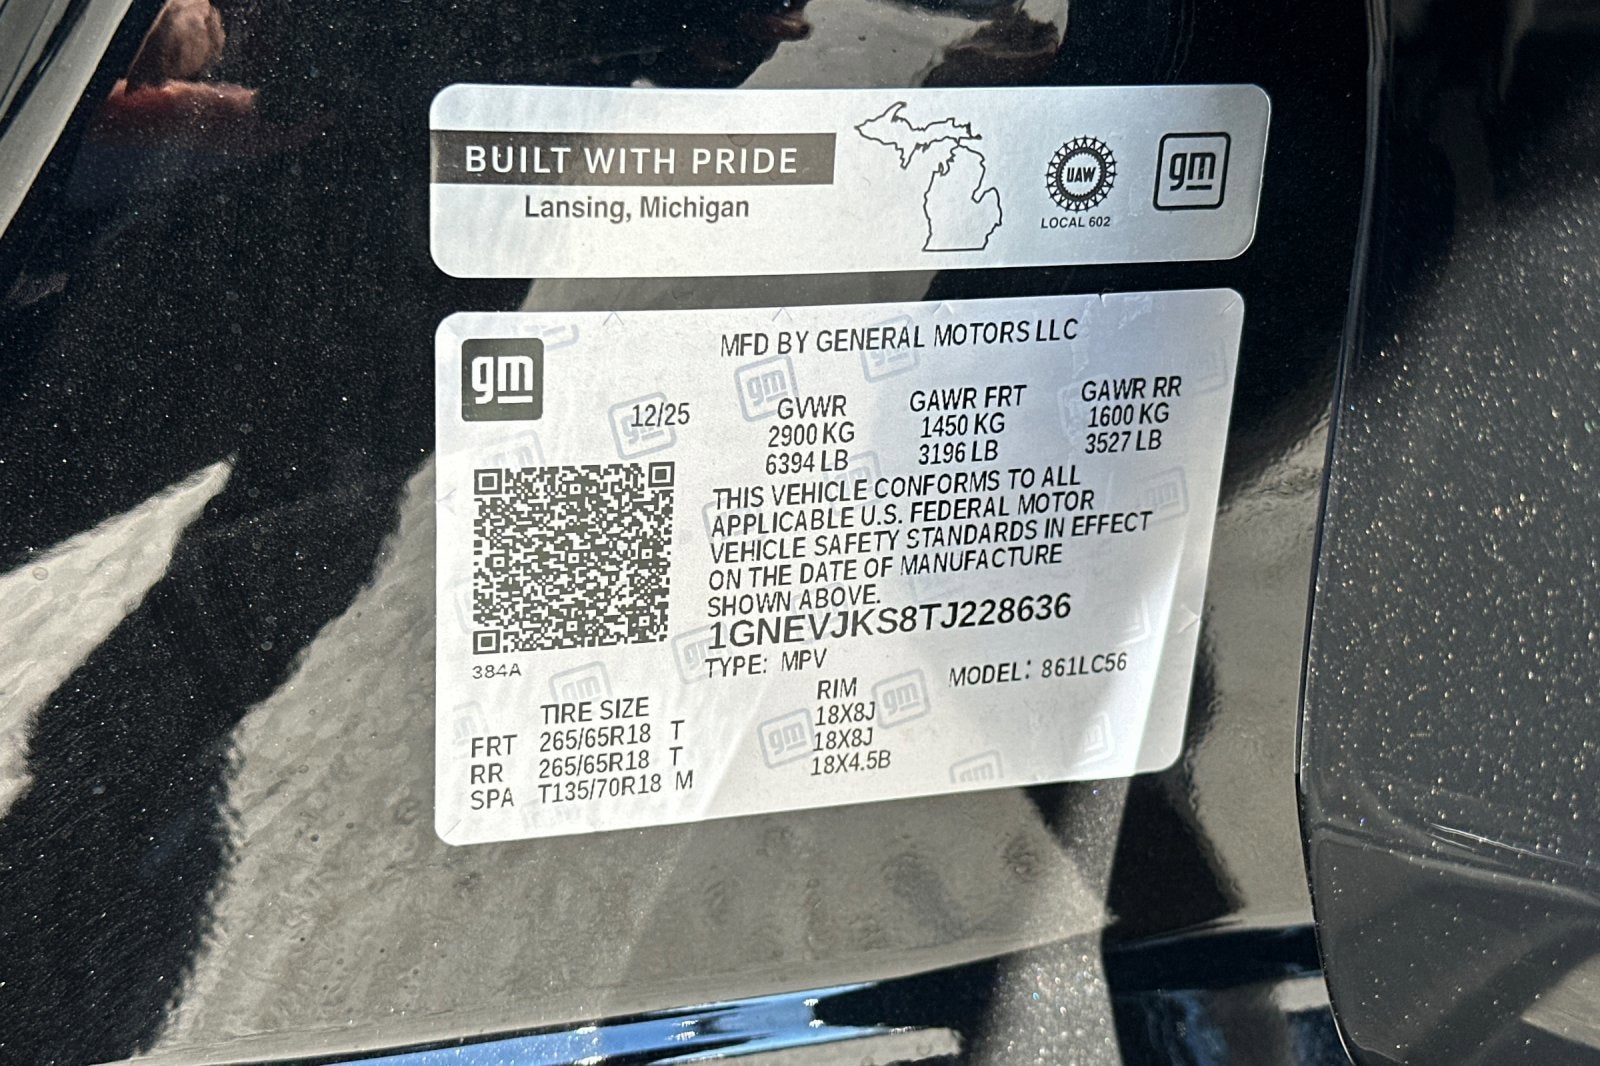 BUILT WITH PRIDE
Lansing, Michigan
UAW
LOCAL 602
gm
gm
MFD BY GENERAL MOTORS LLC
12/25
GVWR
2900 KG
6394 LB
GAWR FRT
1450 KG
3196 LB
GAWR RR
1600 KG
3527 LB
THIS VEHICLE CONFORMS TO ALL
APPLICABLE U.S. FEDERAL MOTOR
VEHICLE SAFETY STANDARDS IN EFFECT
ON THE DATE OF MANUFACTURE
SHOWN ABOVE.
1GNEVJKS8TJ228636
384A
TYPE: MPV MODEL: 861LC56
TIRE SIZE RIM
FRT 265/65R18 T 18X8J
RR 265/65R18 T 18X8J
SPA T135/70R18 M 18X4.5B